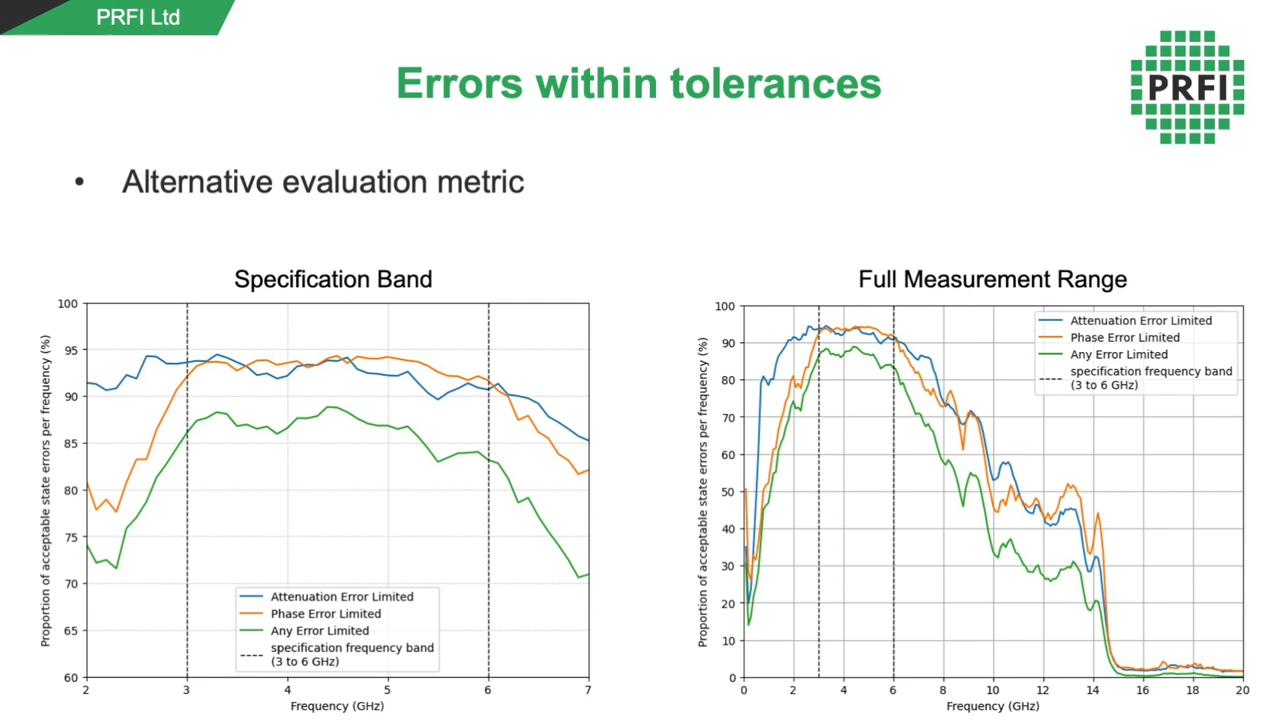 PRFI Ltd
Errors within tolerances
PRFI
• Alternative evaluation metric
Specification Band
Proportion of acceptable state errors per frequency (%)
100
95
90
85
80
75
70
65
60
Attenuation Error Limited
Phase Error Limited
Any Error Limited
specification frequency band
(3 to 6 GHz)
2 3 4 5 6 7
Frequency (GHz)
Full Measurement Range
Proportion of acceptable state errors per frequency (%)
100
90
80
70
60
50
40
30
20
10
0
Attenuation Error Limited
Phase Error Limited
Any Error Limited
specification frequency band
(3 to 6 GHz)
0 2 4 6 8 10 12 14 16 18 20
Frequency (GHz)